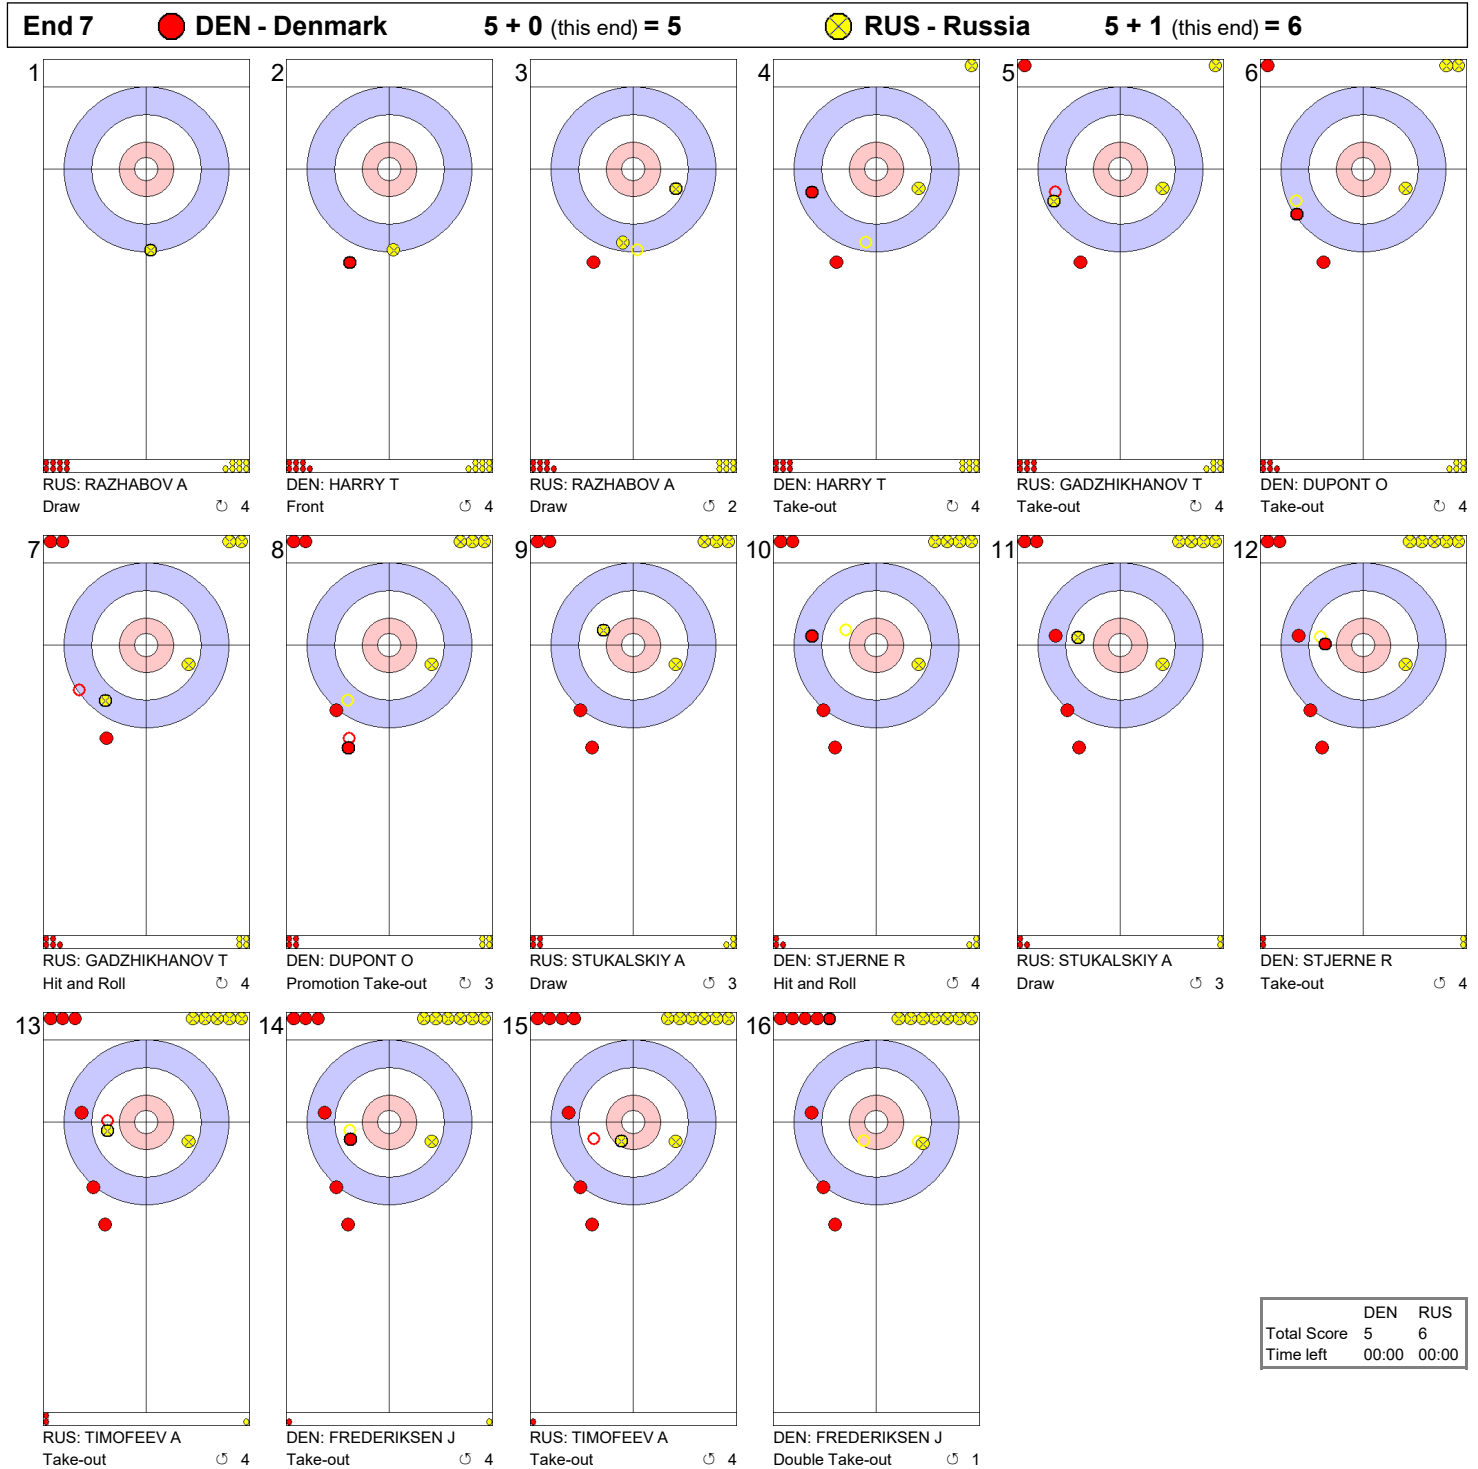 End 7 DEN - Denmark 5 + 0 (this end) = 5 RUS - Russia 5 + 1 (this end) = 6
1 2 3 4 5 6
RUS: RAZHABOV A DEN: HARRY T RUS: RAZHABOV A DEN: HARRY T RUS: GADZHIKHANOV T DEN: DUPONT O
Draw ↻ 4 Front ↻ 4 Draw ↺ 2 Take-out ↻ 4 Take-out ↺ 4 Take-out ↻ 4
7 8 9 10 11 12
RUS: GADZHIKHANOV T DEN: DUPONT O RUS: STUKALSKIY A DEN: STJERNE R RUS: STUKALSKIY A DEN: STJERNE R
Hit and Roll ↻ 4 Promotion Take-out ↻ 3 Draw ↺ 3 Hit and Roll ↺ 4 Draw ↺ 3 Take-out ↺ 4
13 14 15 16
DEN RUS
Total Score 5 6
Time left 00:00 00:00
RUS: TIMOFEEV A DEN: FREDERIKSEN J RUS: TIMOFEEV A DEN: FREDERIKSEN J
Take-out ↺ 4 Take-out ↺ 4 Take-out ↺ 4 Double Take-out ↺ 1